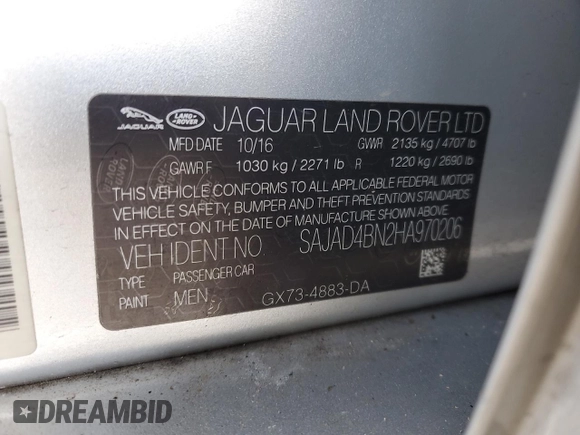 JAGUAR
LAND ROVER
JAGUAR LAND ROVER LTD
MFD DATE 10/16 GVWR 2135 kg / 4707 lb
GAWR F 1030 kg / 2271 lb R 1220 kg / 2690 lb
THIS VEHICLE CONFORMS TO ALL APPLICABLE FEDERAL MOTOR
VEHICLE SAFETY, BUMPER AND THEFT PREVENTION STANDARDS
IN EFFECT ON THE DATE OF MANUFACTURE SHOWN ABOVE.
VEH IDENT NO SAJAD4BN2HA970206
TYPE PASSENGER CAR
PAINT MEN GX73-4883-DA
DREAMBID